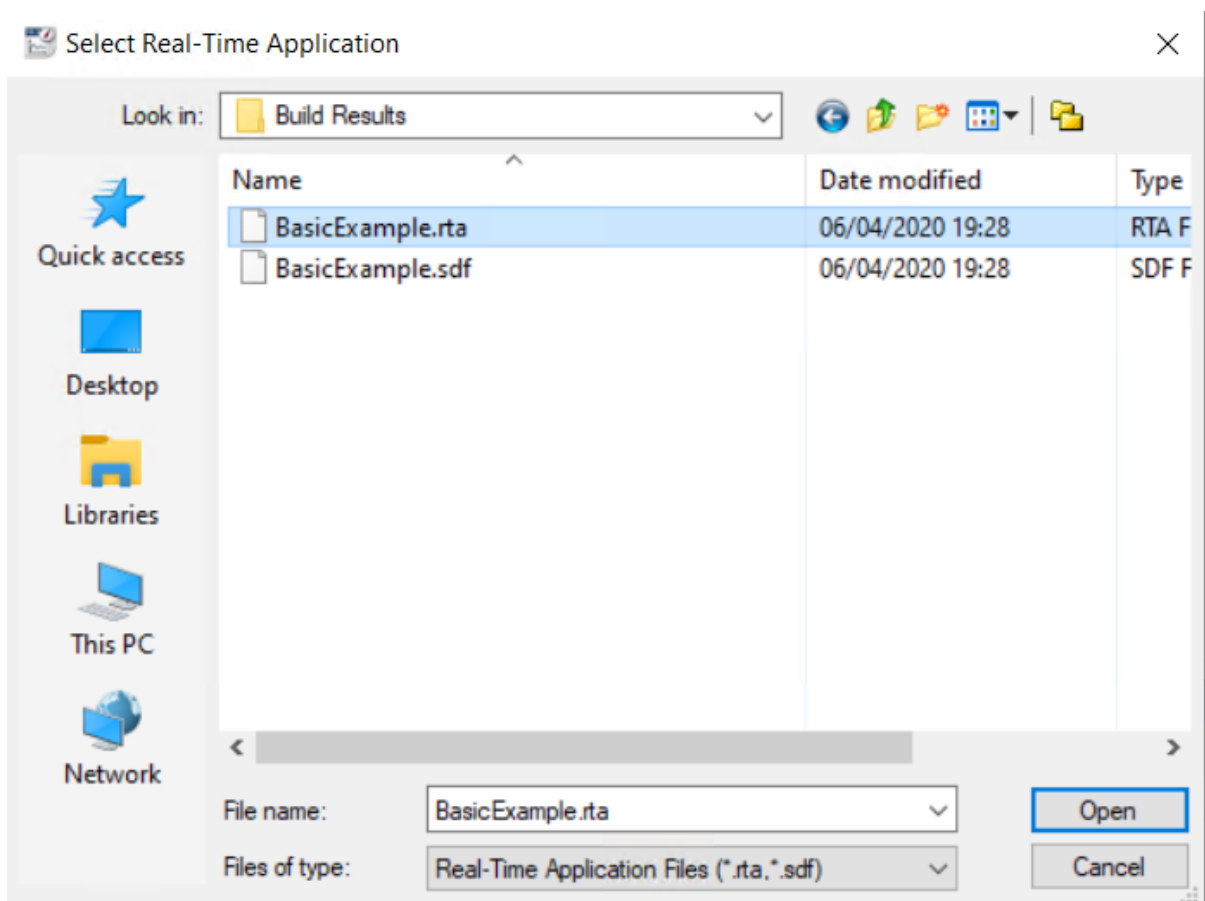 Select Real-Time Application
Look in: Build Results
Name Date modified Type
BasicExample.rta 06/04/2020 19:28 RTA F
BasicExample.sdf 06/04/2020 19:28 SDF F
Quick access
Desktop
Libraries
This PC
Network
File name: BasicExample.rta Open
Files of type: Real-Time Application Files (*.rta,*.sdf) Cancel